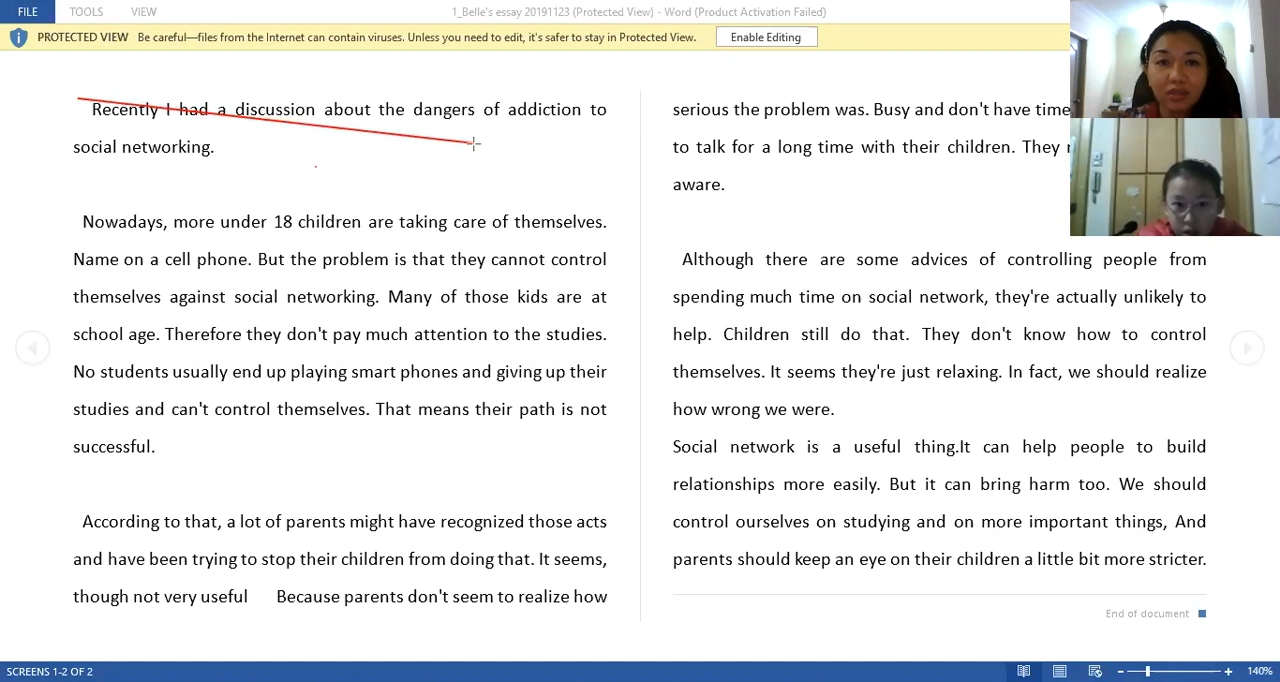 FILE TOOLS VIEW 1_Belle's essay 20191123 (Protected View) - Word (Product Activation Failed)
PROTECTED VIEW Be careful—files from the Internet can contain viruses. Unless you need to edit, it's safer to stay in Protected View. Enable Editing
Recently I had a discussion about the dangers of addiction to
social networking.
Nowadays, more under 18 children are taking care of themselves.
Name on a cell phone. But the problem is that they cannot control
themselves against social networking. Many of those kids are at
school age. Therefore they don't pay much attention to the studies.
No students usually end up playing smart phones and giving up their
studies and can't control themselves. That means their path is not
successful.
According to that, a lot of parents might have recognized those acts
and have been trying to stop their children from doing that. It seems,
though not very useful Because parents don't seem to realize how
serious the problem was. Busy and don't have time
to talk for a long time with their children. They
aware.
Although there are some advices of controlling people from
spending much time on social network, they're actually unlikely to
help. Children still do that. They don't know how to control
themselves. It seems they're just relaxing. In fact, we should realize
how wrong we were.
Social network is a useful thing.It can help people to build
relationships more easily. But it can bring harm too. We should
control ourselves on studying and on more important things, And
parents should keep an eye on their children a little bit more stricter.
End of document
SCREENS 1-2 OF 2 140%